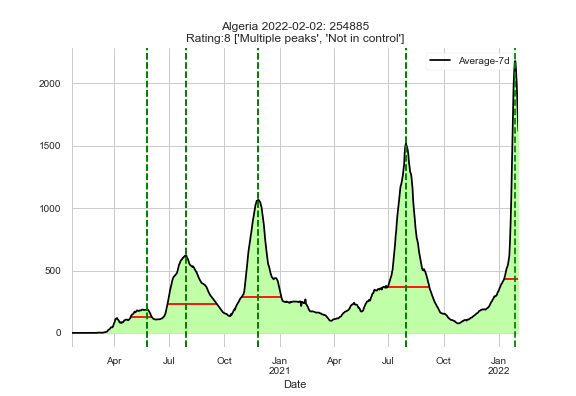 Algeria 2022-02-02: 254885
Rating:8 ['Multiple peaks', 'Not in control']
Average-7d
2000
1500
1000
500
0
Apr Jul Oct Jan Apr Jul Oct Jan
2021 2022
Date